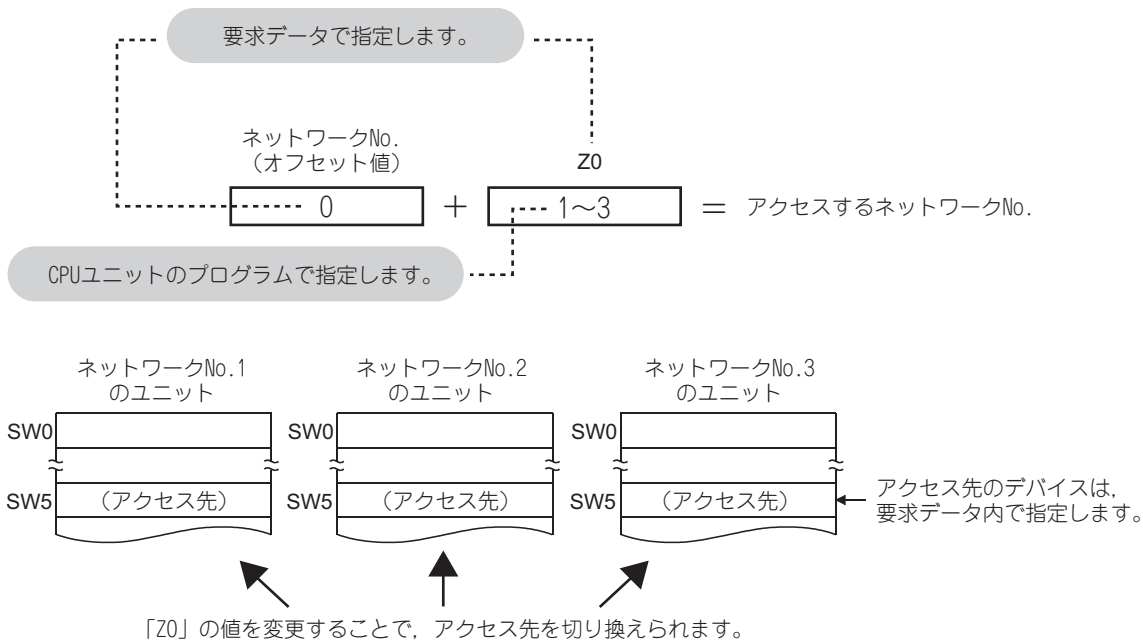 要求データで指定します。
ネットワークNo.
(オフセット値)
Z0
0 + 1～3 = アクセスするネットワークNo.
CPUユニットのプログラムで指定します。
ネットワークNo.1
のユニット
ネットワークNo.2
のユニット
ネットワークNo.3
のユニット
SW0
SW0
SW0
SW5 (アクセス先)
SW5 (アクセス先)
SW5 (アクセス先)
アクセス先のデバイスは,
要求データ内で指定します。
「Z0」の値を変更することで, アクセス先を切り換えられます。